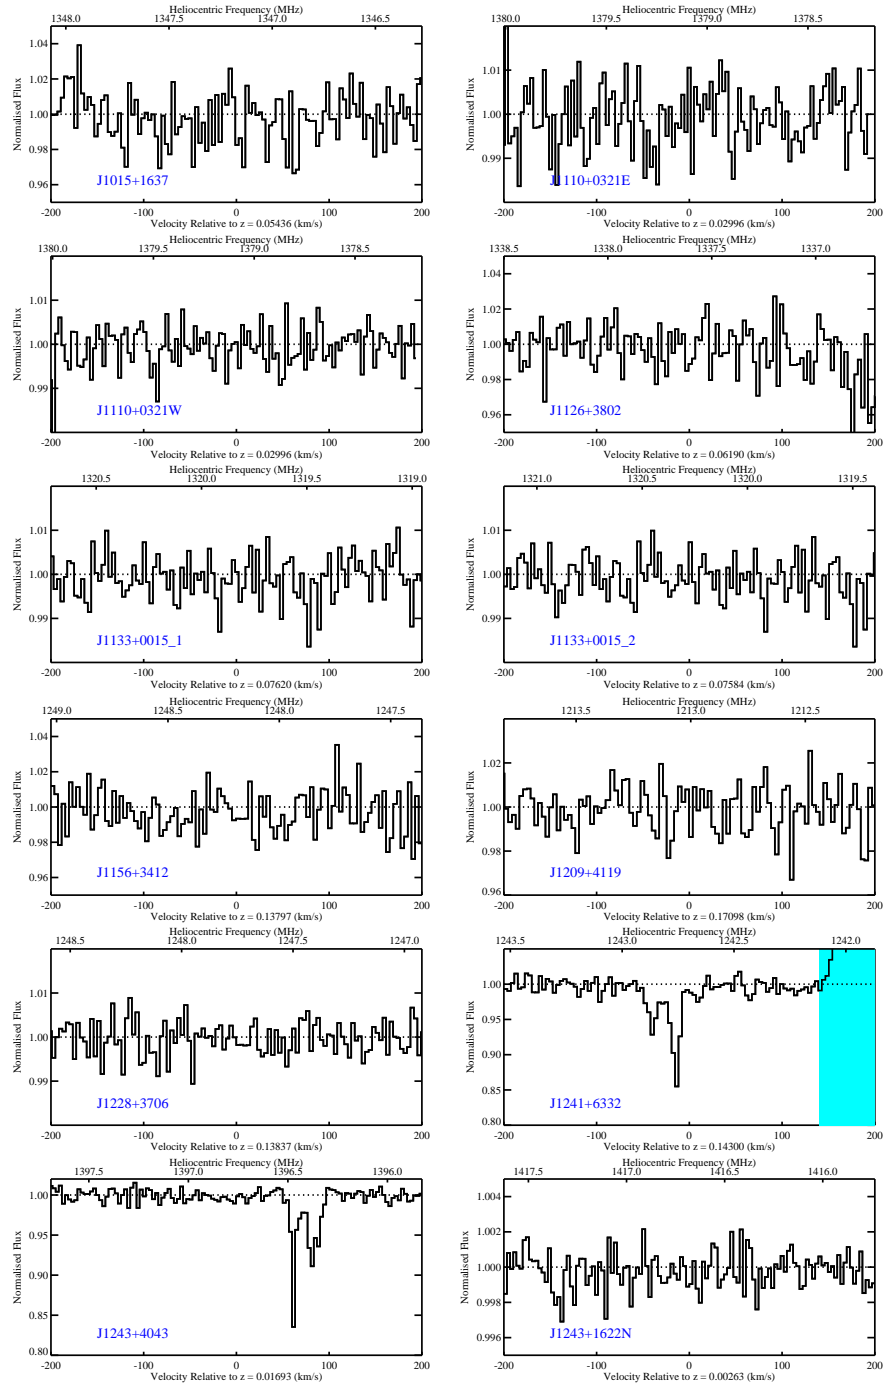 Heliocentric Frequency (MHz)
1348.0 1347.5 1347.0 1346.5
1.04
1.02
1.00
0.98
0.96
Normalised Flux
J1015+1637
-200 -100 0 100 200
Velocity Relative to z = 0.05436 (km/s)
Heliocentric Frequency (MHz)
1380.0 1379.5 1379.0 1378.5
1.01
1.00
0.99
Normalised Flux
J1110+0321E
-200 -100 0 100 200
Velocity Relative to z = 0.02996 (km/s)
Heliocentric Frequency (MHz)
1380.0 1379.5 1379.0 1378.5
1.01
1.00
0.99
Normalised Flux
J1110+0321W
-200 -100 0 100 200
Velocity Relative to z = 0.02996 (km/s)
Heliocentric Frequency (MHz)
1338.5 1338.0 1337.5 1337.0
1.04
1.02
1.00
0.98
0.96
Normalised Flux
J1126+3802
-200 -100 0 100 200
Velocity Relative to z = 0.06190 (km/s)
Heliocentric Frequency (MHz)
1320.5 1320.0 1319.5 1319.0
1.01
1.00
0.99
Normalised Flux
J1133+0015_1
-200 -100 0 100 200
Velocity Relative to z = 0.07620 (km/s)
Heliocentric Frequency (MHz)
1321.0 1320.5 1320.0 1319.5
1.01
1.00
0.99
Normalised Flux
J1133+0015_2
-200 -100 0 100 200
Velocity Relative to z = 0.07584 (km/s)
Heliocentric Frequency (MHz)
1249.0 1248.5 1248.0 1247.5
1.04
1.02
1.00
0.98
0.96
Normalised Flux
J1156+3412
-200 -100 0 100 200
Velocity Relative to z = 0.13797 (km/s)
Heliocentric Frequency (MHz)
1213.5 1213.0 1212.5
1.04
1.02
1.00
0.98
0.96
Normalised Flux
J1209+4119
-200 -100 0 100 200
Velocity Relative to z = 0.17098 (km/s)
Heliocentric Frequency (MHz)
1248.5 1248.0 1247.5 1247.0
1.01
1.00
0.99
Normalised Flux
J1228+3706
-200 -100 0 100 200
Velocity Relative to z = 0.13837 (km/s)
Heliocentric Frequency (MHz)
1243.5 1243.0 1242.5 1242.0
1.00
0.95
0.90
0.85
0.80
Normalised Flux
J1241+6332
-200 -100 0 100 200
Velocity Relative to z = 0.14300 (km/s)
Heliocentric Frequency (MHz)
1397.5 1397.0 1396.5 1396.0
1.00
0.95
0.90
0.85
0.80
Normalised Flux
J1243+4043
-200 -100 0 100 200
Velocity Relative to z = 0.01693 (km/s)
Heliocentric Frequency (MHz)
1417.5 1417.0 1416.5 1416.0
1.004
1.002
1.000
0.998
0.996
Normalised Flux
J1243+1622N
-200 -100 0 100 200
Velocity Relative to z = 0.00263 (km/s)